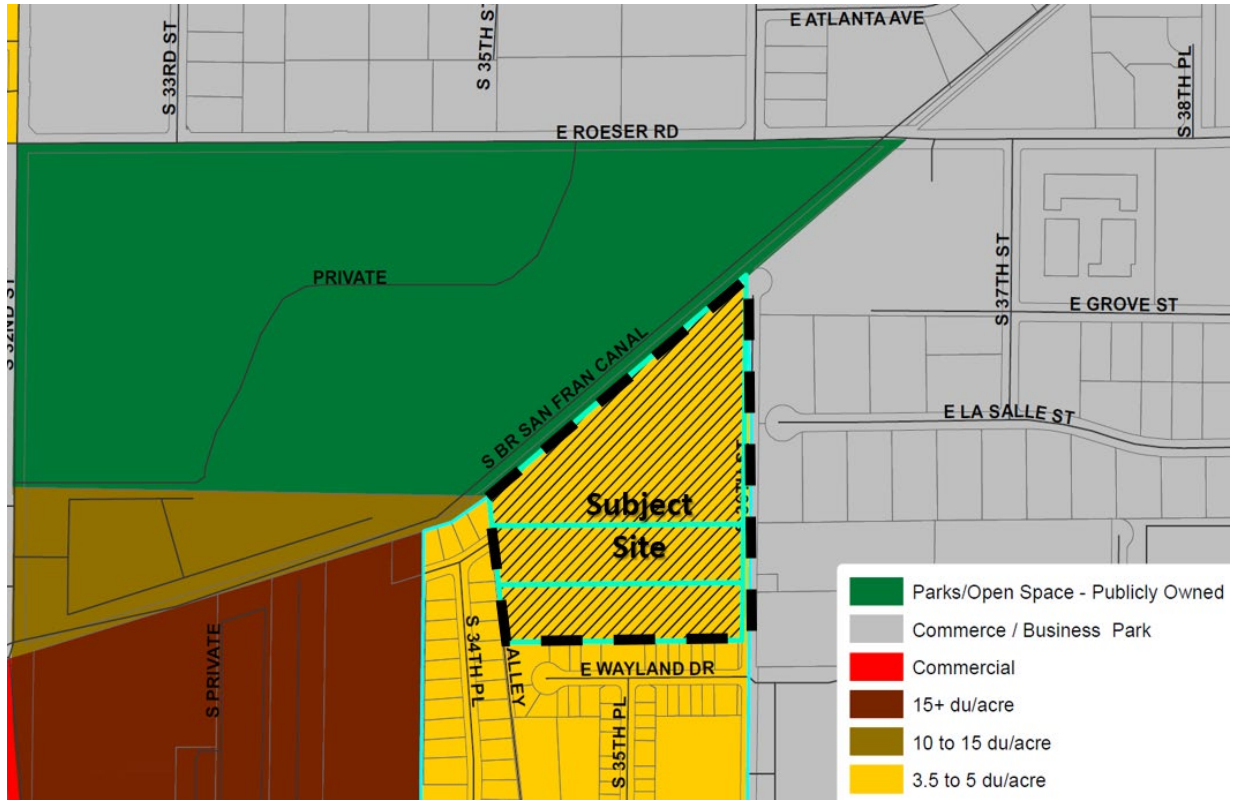 E ATLANTA AVE
S 33RD ST
S 35TH ST
S 38TH PL
E ROESER RD
S 32ND ST
PRIVATE
S 37TH ST
E GROVE ST
S BR SAN FRAN CANAL
E LA SALLE ST
Subject
Site
S PRIVATE
S 34TH PL
ALLEY
E WAYLAND DR
S 35TH PL
Parks/Open Space - Publicly Owned
Commerce / Business Park
Commercial
15+ du/acre
10 to 15 du/acre
3.5 to 5 du/acre